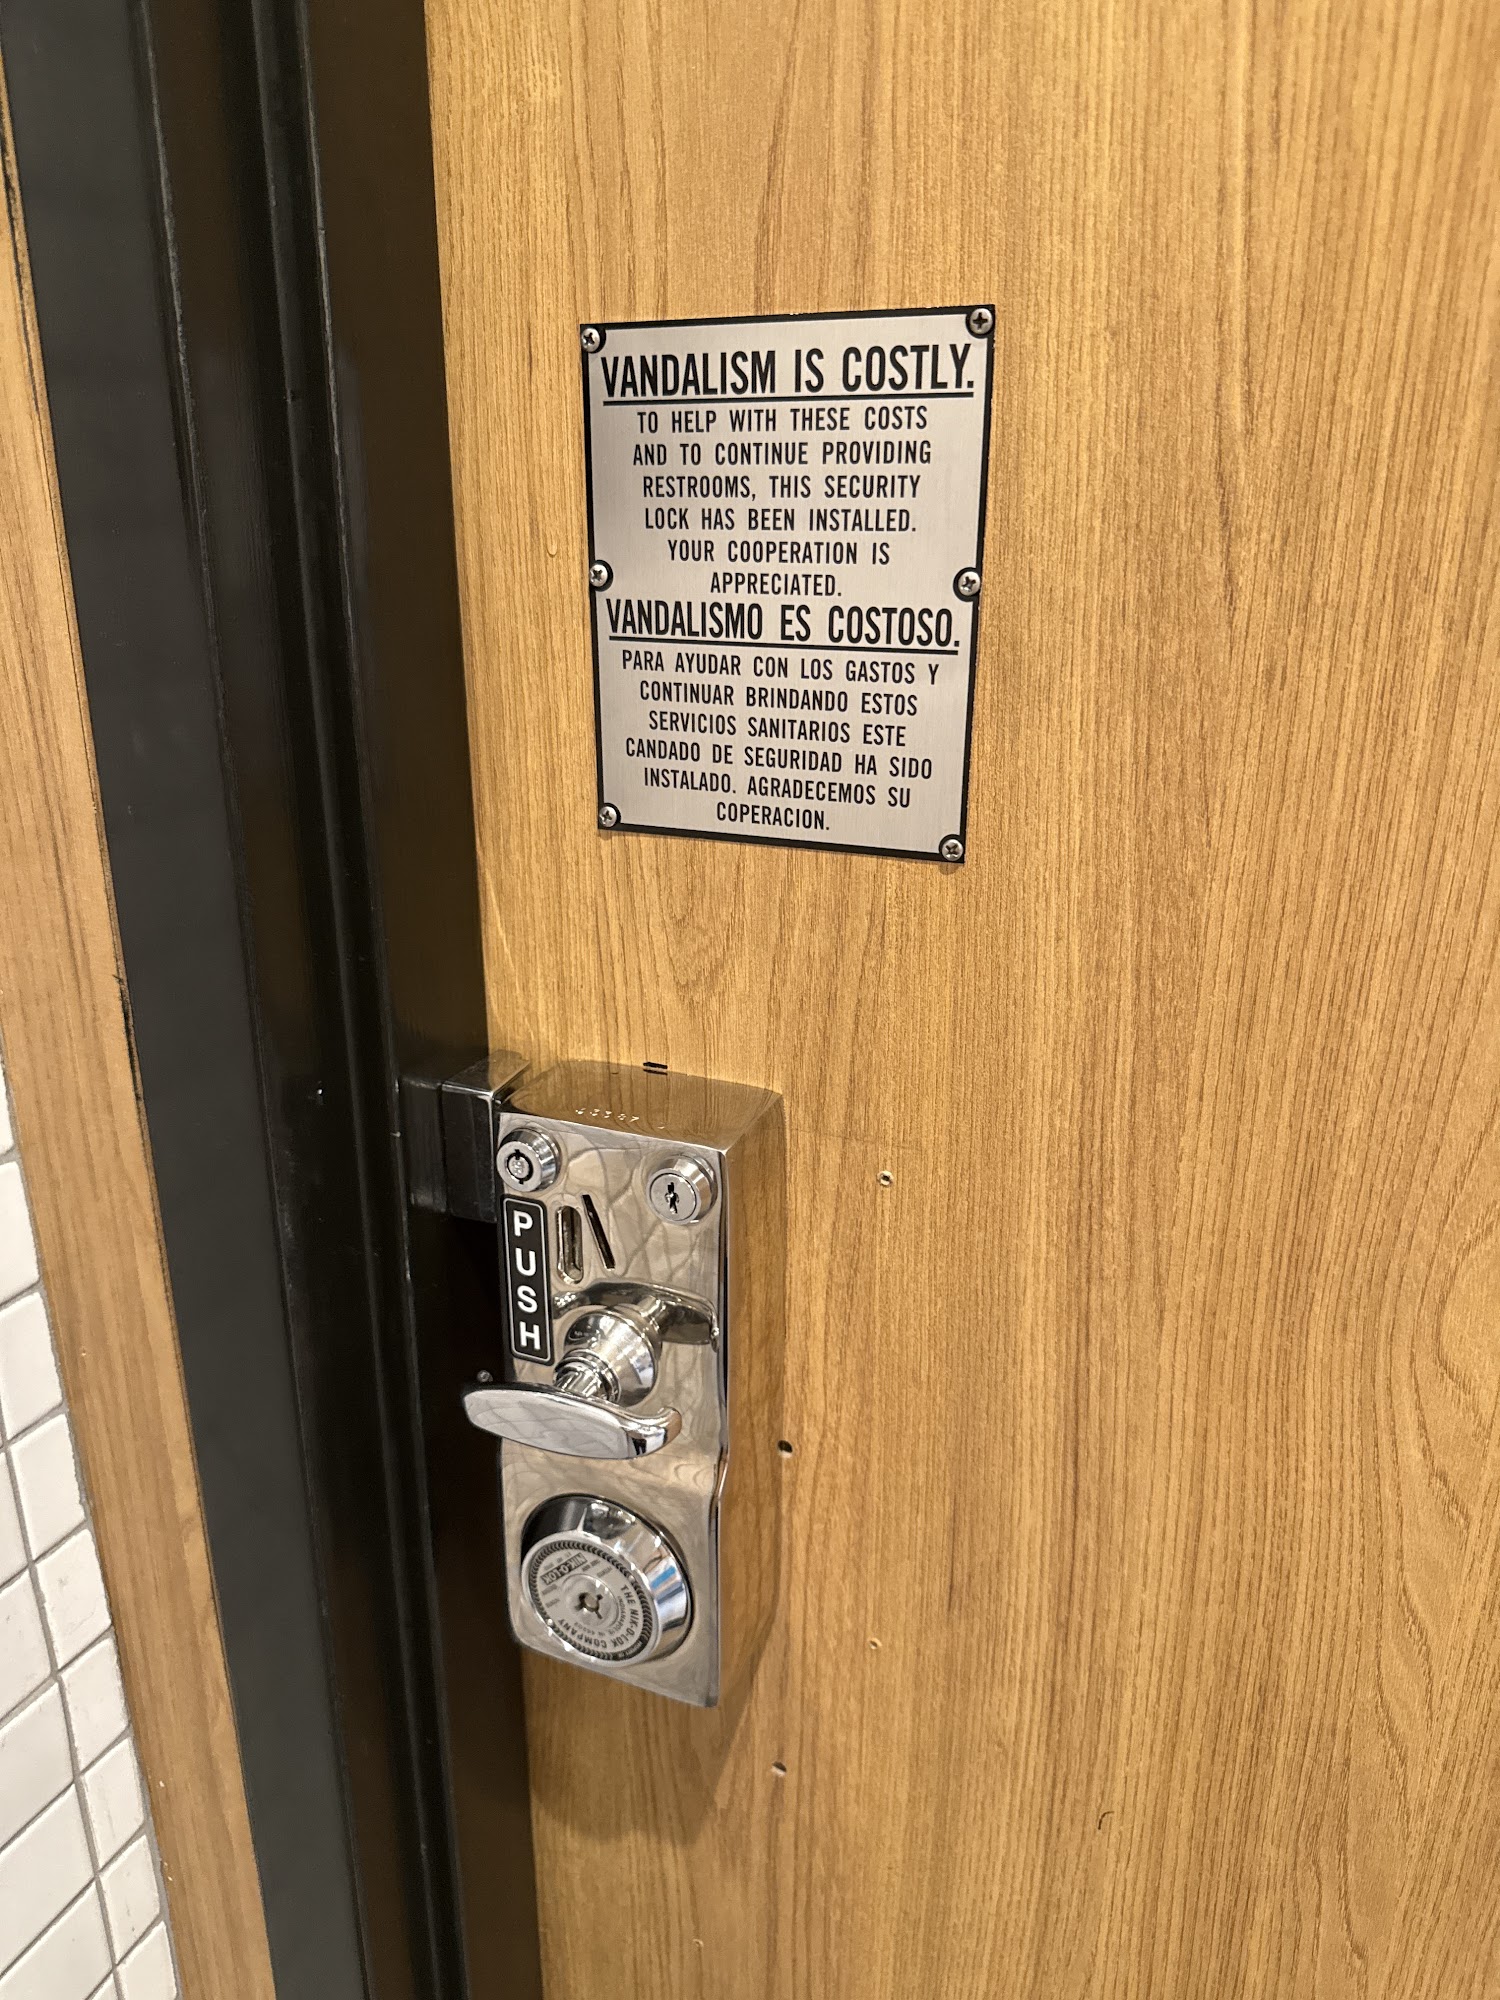 VANDALISM IS COSTLY.
TO HELP WITH THESE COSTS
AND TO CONTINUE PROVIDING
RESTROOMS, THIS SECURITY
LOCK HAS BEEN INSTALLED.
YOUR COOPERATION IS
APPRECIATED.
VANDALISMO ES COSTOSO.
PARA AYUDAR CON LOS GASTOS Y
CONTINUAR BRINDANDO ESTOS
SERVICIOS SANITARIOS ESTE
CANDADO DE SEGURIDAD HA SIDO
INSTALADO. AGRADECEMOS SU
COPERACION.
PUSH
NIK-O-LOK
THE NIK-O-LOK COMPANY